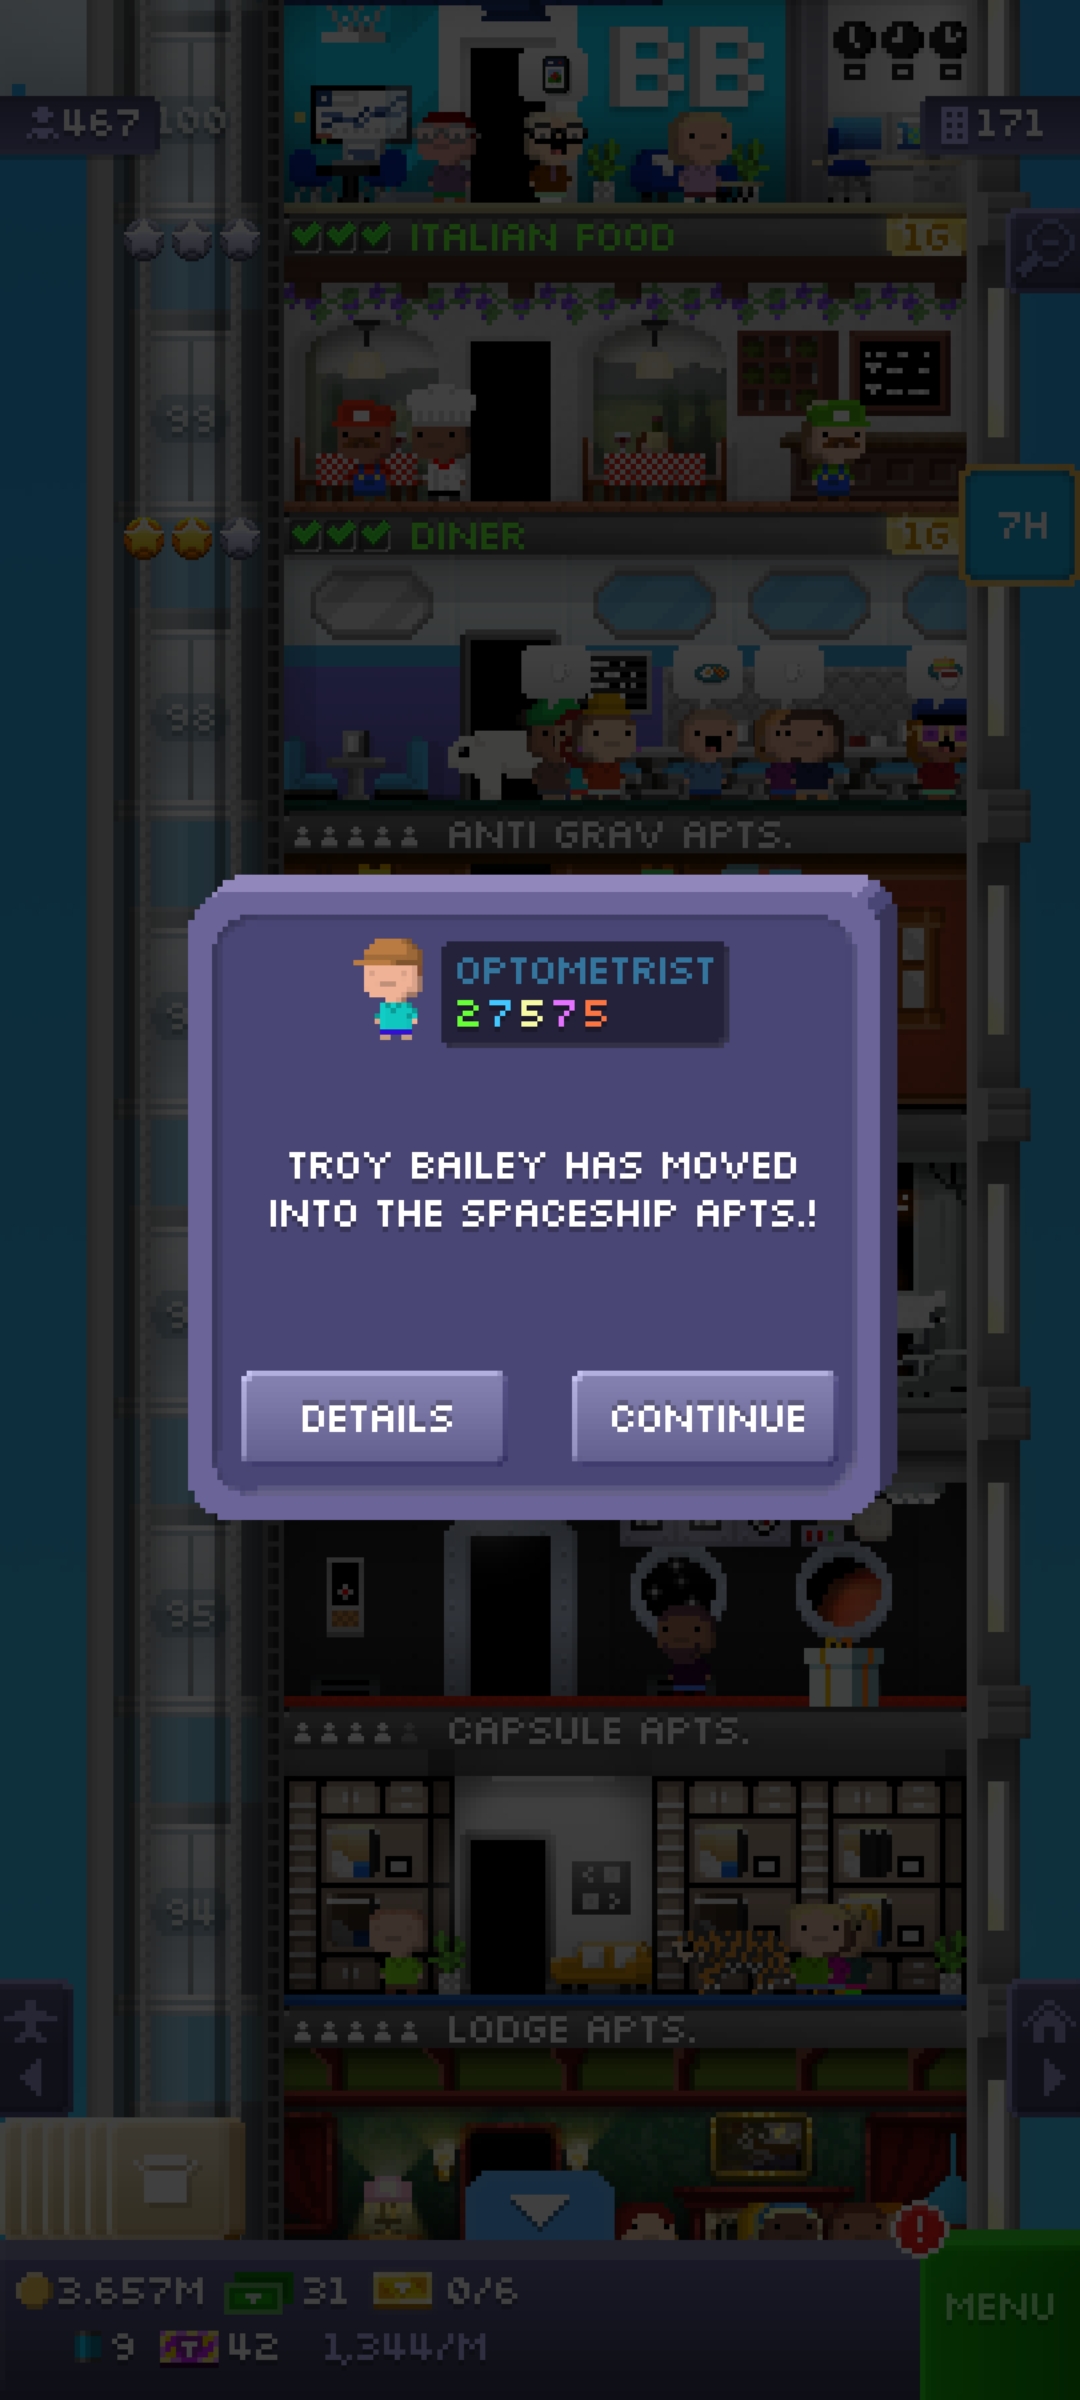 BB
467
100
171
ITALIAN FOOD
1G
99
7H
DINER
1G
98
ANTI GRAV APTS.
OPTOMETRIST
27575
TROY BAILEY HAS MOVED
INTO THE SPACESHIP APTS.!
DETAILS
CONTINUE
95
CAPSULE APTS.
94
LODGE APTS.
3.657M
31
0/6
MENU
9
42
1,344/M